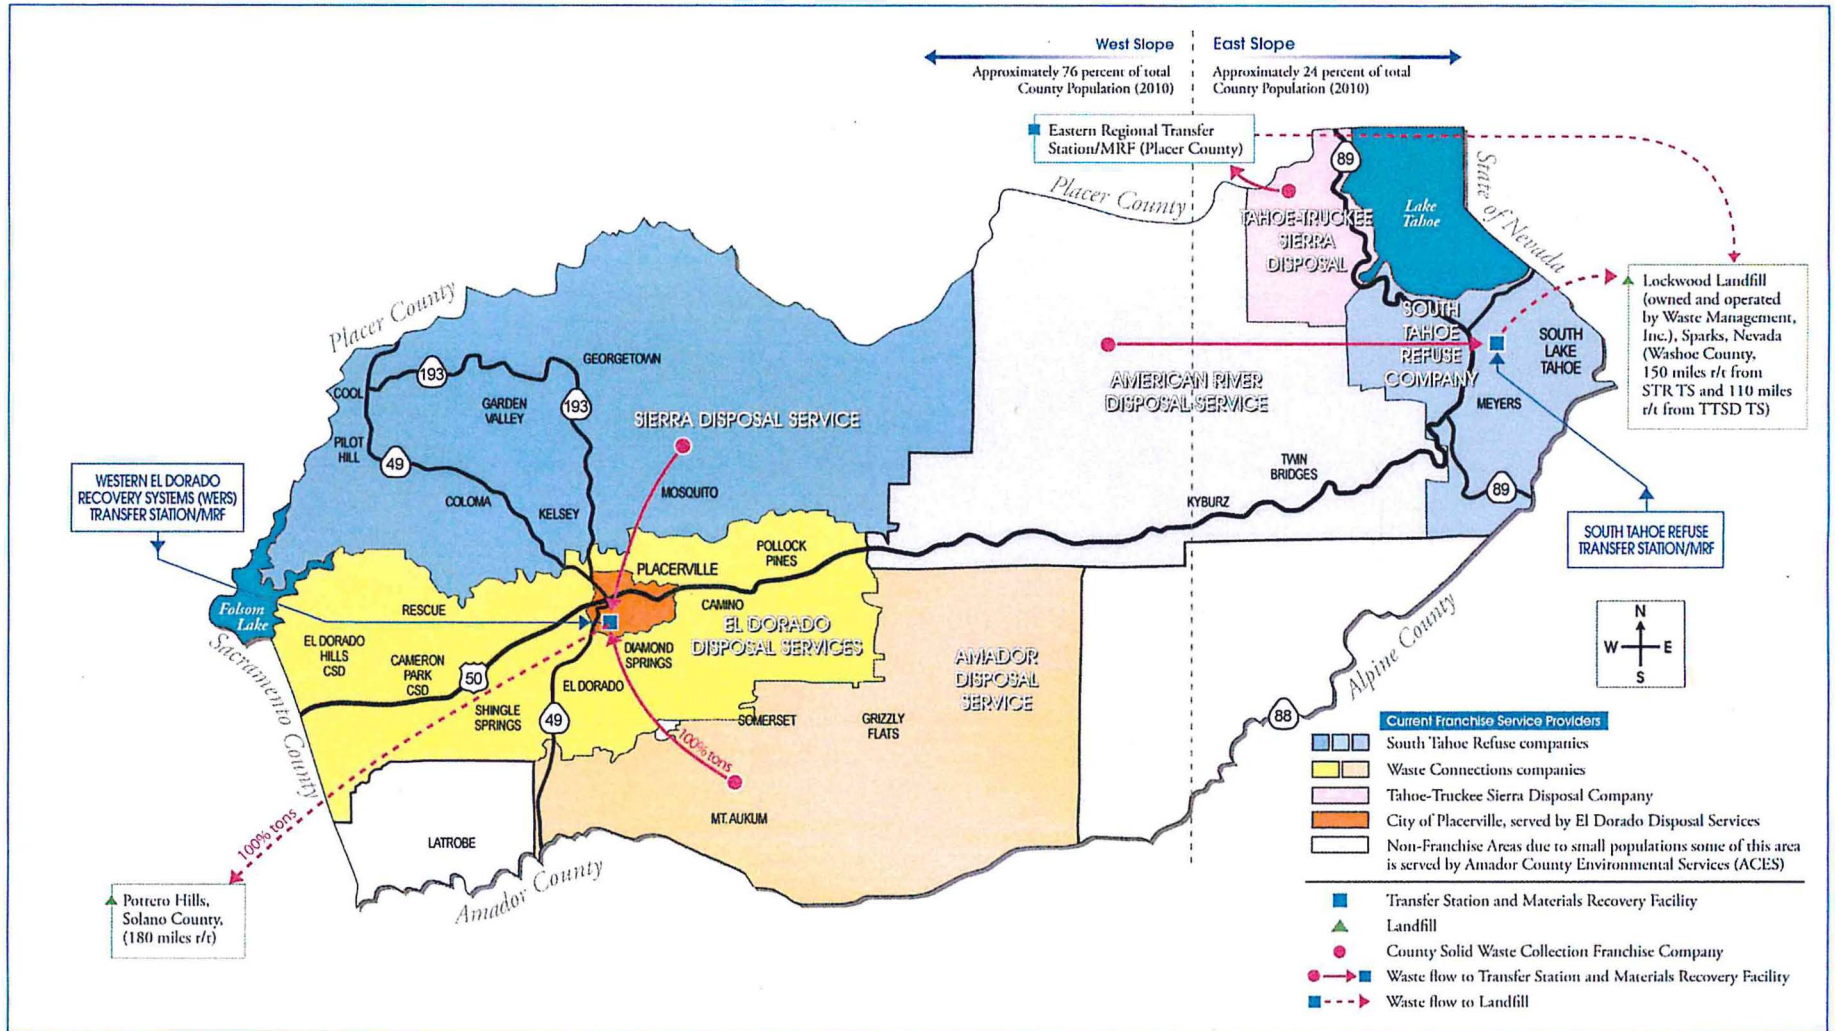 West Slope
East Slope
Approximately 76 percent of total
County Population (2010)
Approximately 24 percent of total
County Population (2010)
Eastern Regional Transfer
Station/MRF (Placer County)
89
Lake
Tahoe
State of Nevada
Placer County
TAHOE-TRUCKEE
SIERRA
DISPOSAL
Lockwood Landfill
(owned and operated
by Waste Management,
Inc.), Sparks, Nevada
(Washoe County,
150 miles r/t from
STR TS and 110 miles
r/t from TTSD TS)
SOUTH
TAHOE
REFUSE
COMPANY
SOUTH
LAKE
TAHOE
MEYERS
AMERICAN RIVER
DISPOSAL SERVICE
TWIN
BRIDGES
KYBURZ
89
SOUTH TAHOE REFUSE
TRANSFER STATION/MRF
Placer County
193
GEORGETOWN
COOL
GARDEN
VALLEY
193
SIERRA DISPOSAL SERVICE
PILOT
HILL
49
MOSQUITO
COLOMA
KELSEY
WESTERN EL DORADO
RECOVERY SYSTEMS (WERS)
TRANSFER STATION/MRF
POLLOCK
PINES
PLACERVILLE
CAMINO
RESCUE
Folsom
Lake
EL DORADO
DISPOSAL SERVICES
EL DORADO
HILLS
CSD
CAMERON
PARK
CSD
DIAMOND
SPRINGS
50
EL DORADO
SHINGLE
SPRINGS
49
Sacramento County
AMADOR
DISPOSAL
SERVICE
SOMERSET
GRIZZLY
FLATS
100% tons
MT. AUKUM
LATROBE
100% tons
Amador County
Potrero Hills,
Solano County,
(180 miles r/t)
Alpine County
88
N
W E
S
Current Franchise Service Providers
South Tahoe Refuse companies
Waste Connections companies
Tahoe-Truckee Sierra Disposal Company
City of Placerville, served by El Dorado Disposal Services
Non-Franchise Areas due to small populations some of this area
is served by Amador County Environmental Services (ACES)
Transfer Station and Materials Recovery Facility
Landfill
County Solid Waste Collection Franchise Company
Waste flow to Transfer Station and Materials Recovery Facility
Waste flow to Landfill